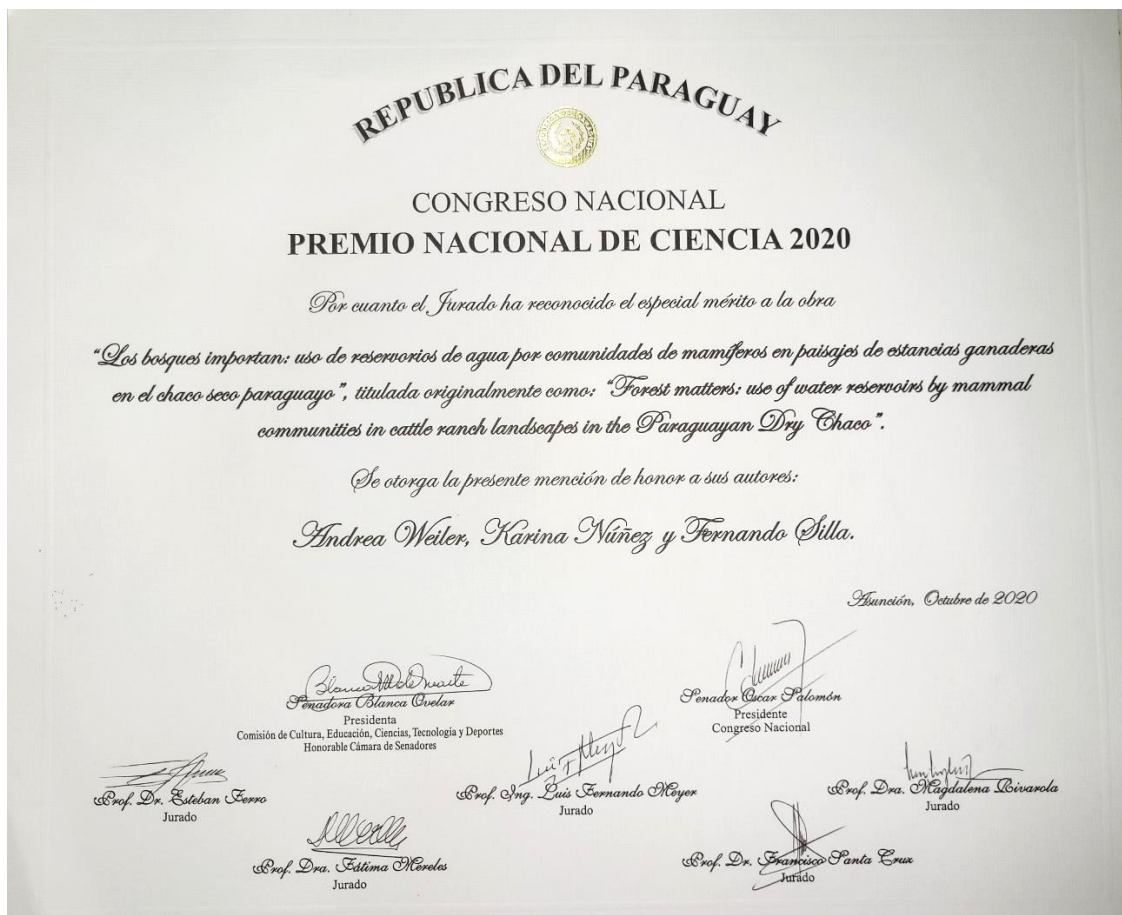 REPUBLICA DEL PARAGUAY
CONGRESO NACIONAL
PREMIO NACIONAL DE CIENCIA 2020
Por cuanto el Jurado ha reconocido el especial mérito a la obra
"Los bosques importan: uso de reservorios de agua por comunidades de mamíferos en paisajes de estancias ganaderas
en el chaco seco paraguayo", titulada originalmente como: "Forest matters: use of water reservoirs by mammal
communities in cattle ranch landscapes in the Paraguayan Dry Chaco".
Se otorga la presente mención de honor a sus autores:
Andrea Weiler, Karina Núñez y Fernando Silla.
Asunción, Octubre de 2020
Senadora Blanca Ovelar
Presidenta
Comisión de Cultura, Educación, Ciencias, Tecnología y Deportes
Honorable Cámara de Senadores
Senador Oscar Salomón
Presidente
Congreso Nacional
Prof. Dr. Esteban Ferro
Jurado
Prof. Ing. Luis Fernando Meyer
Jurado
Prof. Dra. Magdalena Rivarola
Jurado
Prof. Dra. Fátima Mereles
Jurado
Prof. Dr. Francisco Santa Cruz
Jurado